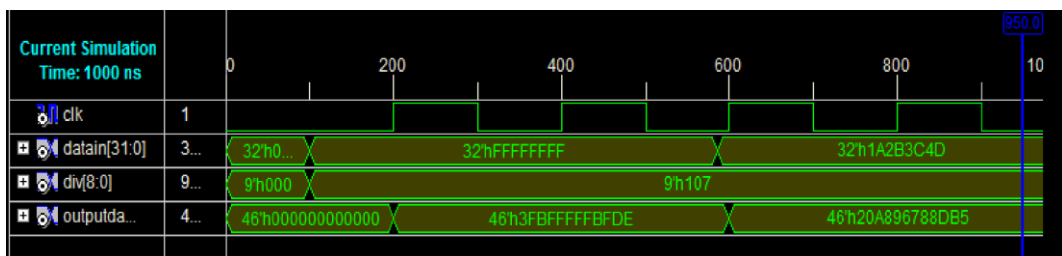 950.0
Current Simulation
Time: 1000 ns
0 200 400 600 800 10
clk 1
datain[31:0] 3... 32'h0... 32'hFFFFFFFF 32'h1A2B3C4D
div[8:0] 9... 9'h000 9'h107
outputda... 4... 46'h000000000000 46'h3FBFFFFFBFDE 46'h20A896788DB5